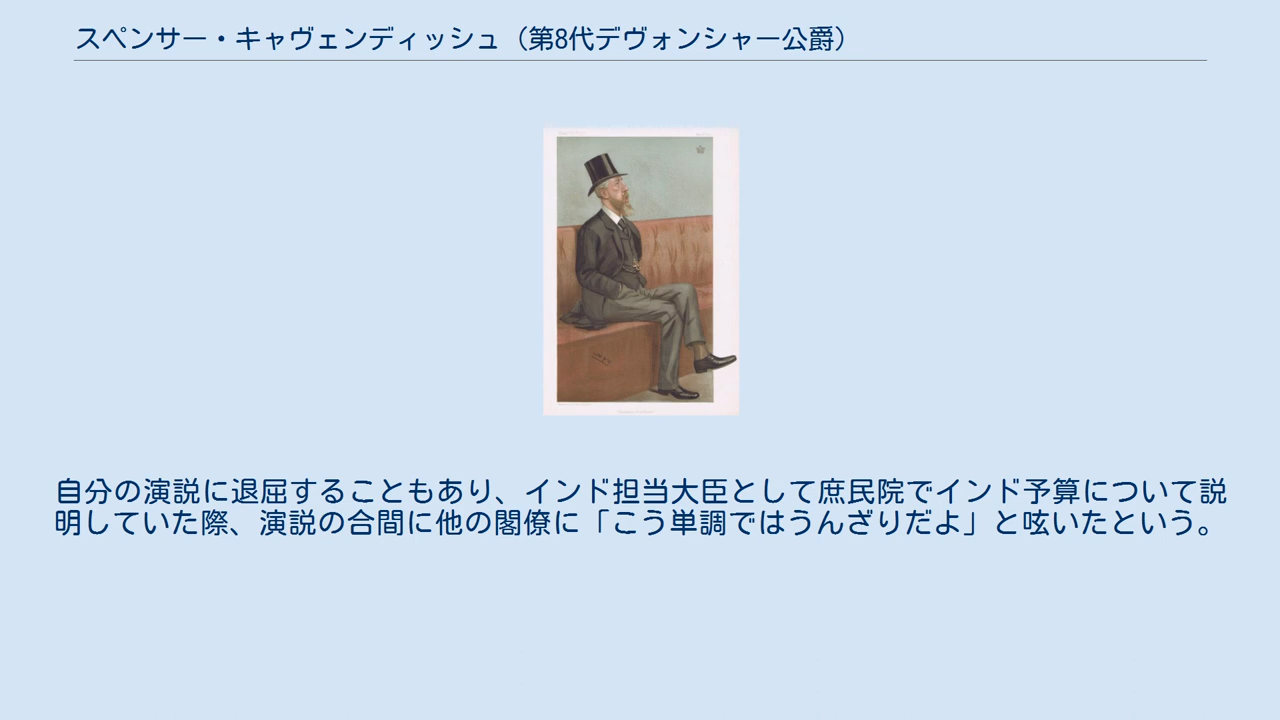 スペンサー・キャヴェンディッシュ（第8代デヴォンシャー公爵）
自分の演説に退屈することもあり、インド担当大臣として庶民院でインド予算について説
明していた際、演説の合間に他の閣僚に「こう単調ではうんざりだよ」と呟いたという。